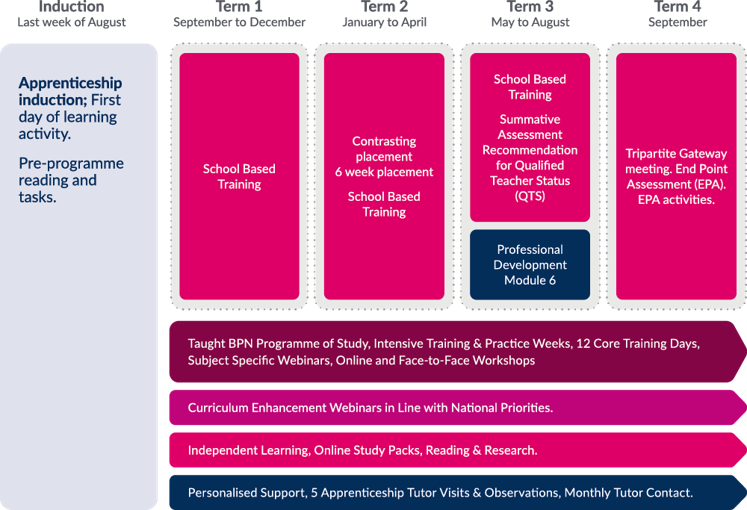 Induction
Last week of August
Term 1
September to December
Term 2
January to April
Term 3
May to August
Term 4
September
Apprenticeship
induction; First
day of learning
activity.
Pre-programme
reading and
tasks.
School Based
Training
Contrasting
placement
6 week placement
School Based
Training
School Based
Training
Summative
Assessment
Recommendation
for Qualified
Teacher Status
(QTS)
Professional
Development
Module 6
Tripartite Gateway
meeting. End Point
Assessment (EPA).
EPA activities.
Taught BPN Programme of Study, Intensive Training & Practice Weeks, 12 Core Training Days,
Subject Specific Webinars, Online and Face-to-Face Workshops
Curriculum Enhancement Webinars in Line with National Priorities.
Independent Learning, Online Study Packs, Reading & Research.
Personalised Support, 5 Apprenticeship Tutor Visits & Observations, Monthly Tutor Contact.